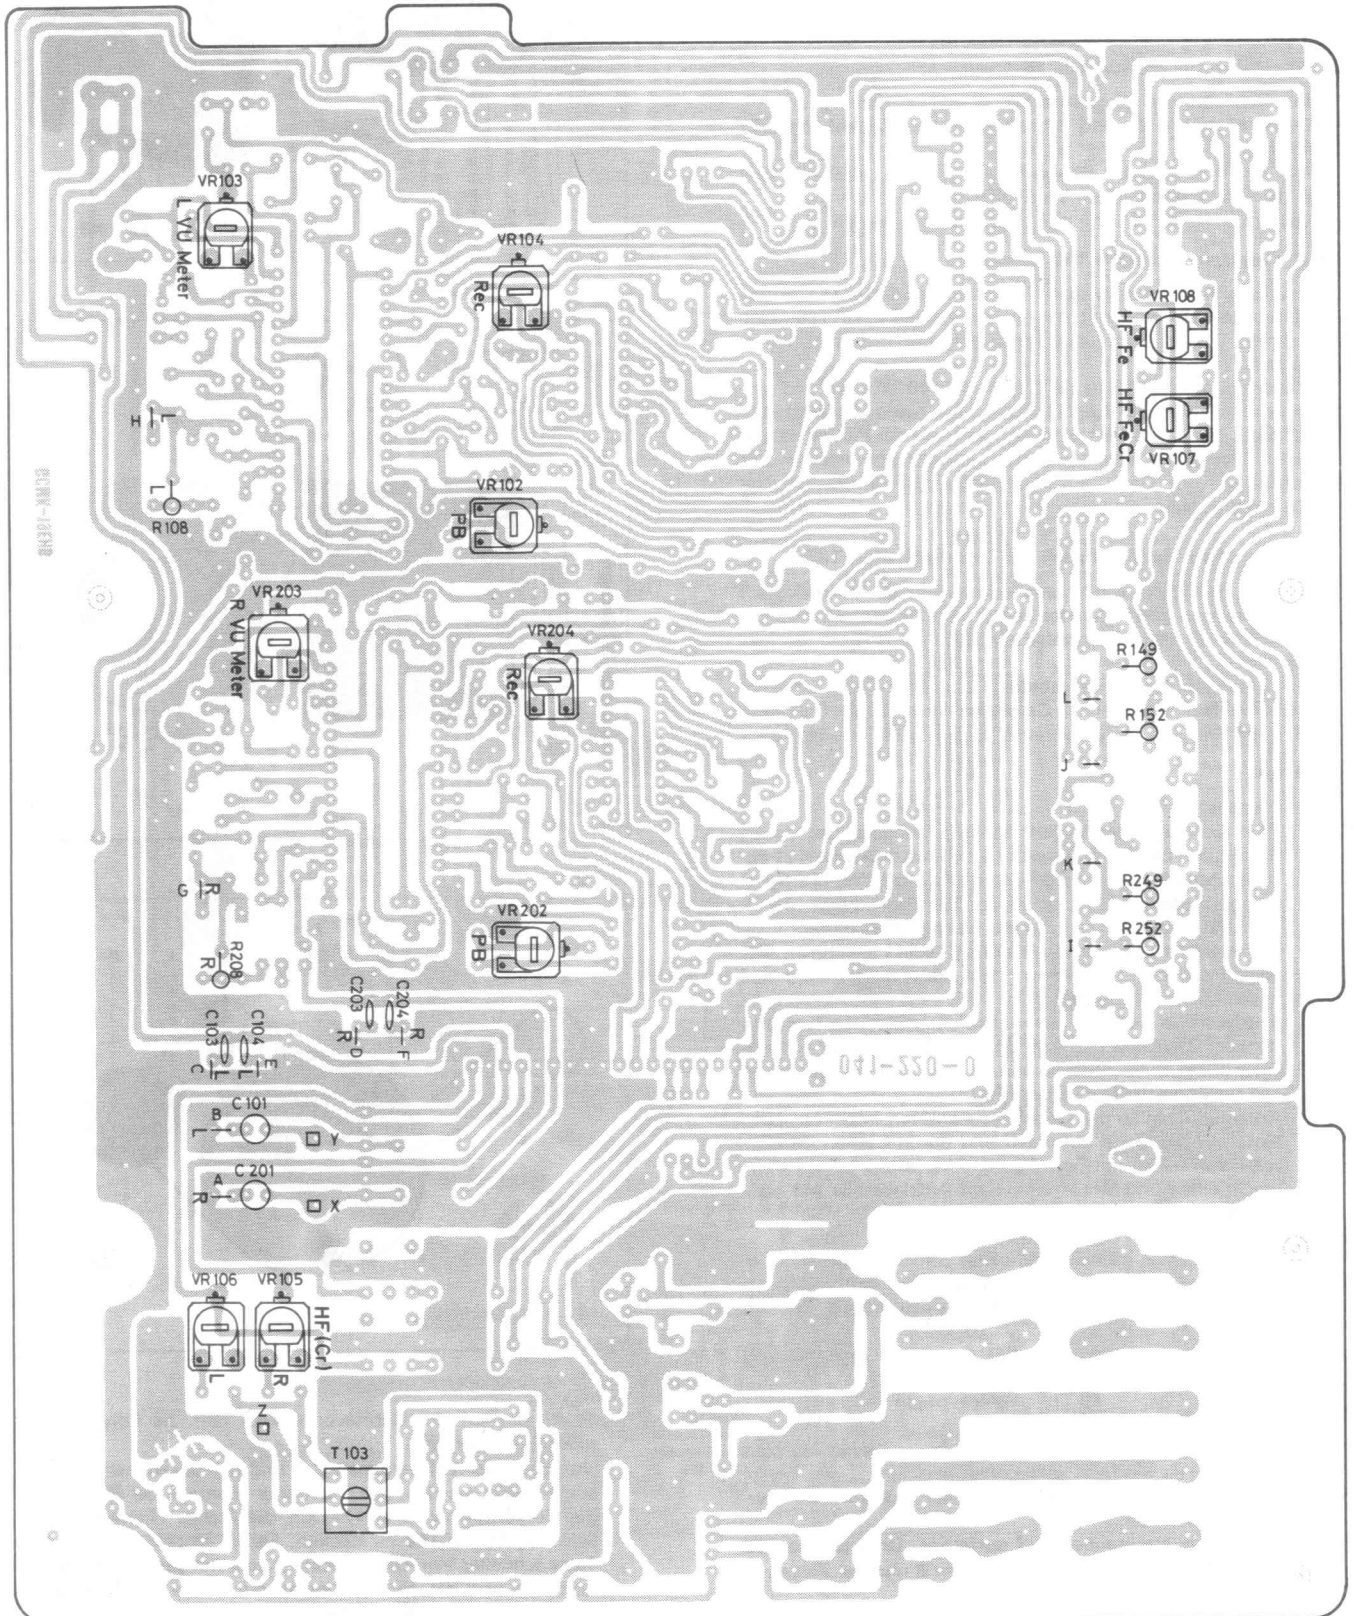 VR103
L VU Meter
VR104
Rec
VR108
HF Fe
HF FeCr
VR107
H
L
L
R108
VR102
PB
VR203
R VU Meter
VR204
Rec
R149
L
R152
J
K
R249
G
R
VR202
PB
R252
I
R208
R
C203
C204
R
D
R
F
C103
C104
C
L
L
E
041-220-0
B
C101
L
Y
A
C201
R
X
VR106
VR105
HF(Cr)
L
R
Z
T103